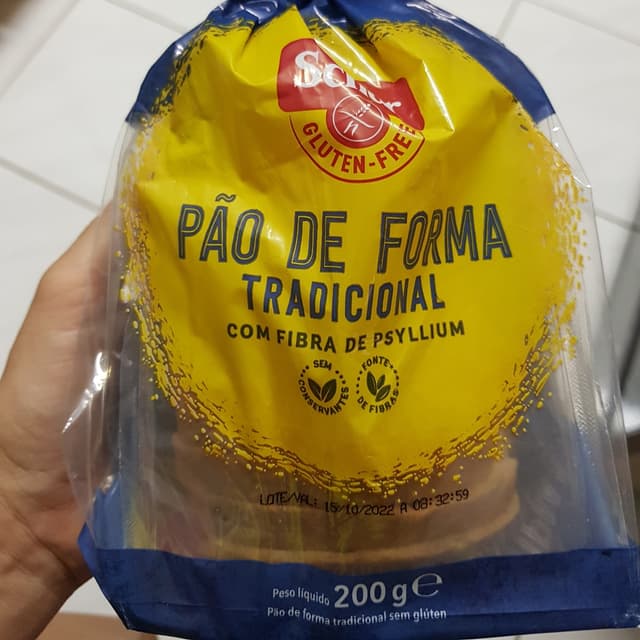 GLUTEN-FREE
PÃO DE FORMA
TRADICIONAL
COM FIBRA DE PSYLLIUM
SEM CONSERVANTES
FONTE DE FIBRAS
LOTE/VAL: 15/10/2022 A 08:32:59
Peso líquido 200 g ℮
Pão de forma tradicional sem glúten